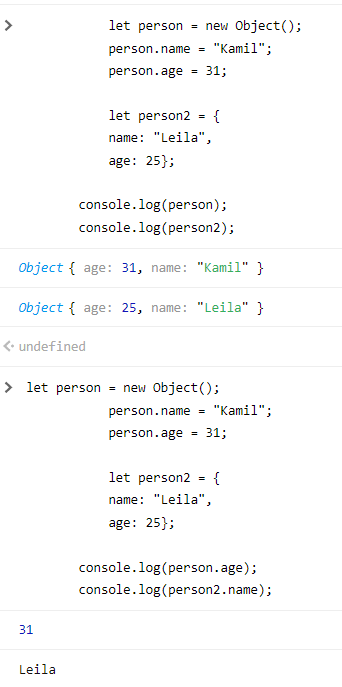 let person = new Object();
person.name = "Kamil";
person.age = 31;
let person2 = {
name: "Leila",
age: 25};
console.log(person);
console.log(person2);
Object { age: 31, name: "Kamil" }
Object { age: 25, name: "Leila" }
undefined
let person = new Object();
person.name = "Kamil";
person.age = 31;
let person2 = {
name: "Leila",
age: 25};
console.log(person.age);
console.log(person2.name);
31
Leila